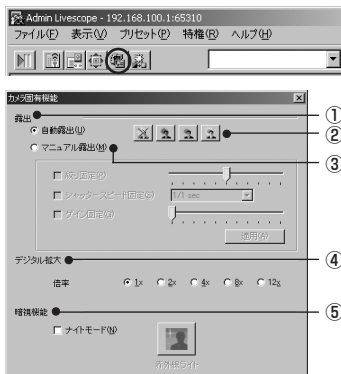 Admin Livescope - 192.168.100.1:65310
ファイル(F) 表示(V) プリセット(P) 特権(R) ヘルプ(H)
カメラ固有機能
露出
①
自動露出(U)
②
マニュアル露出(M)
③
絞り固定(P)
シャッタースピード固定(S) 1/1 sec
ゲイン固定(G)
適用(A)
デジタル拡大
④
倍率 1x 2x 4x 8x 12x
暗視機能
⑤
ナイトモード(N)
赤外線ライト